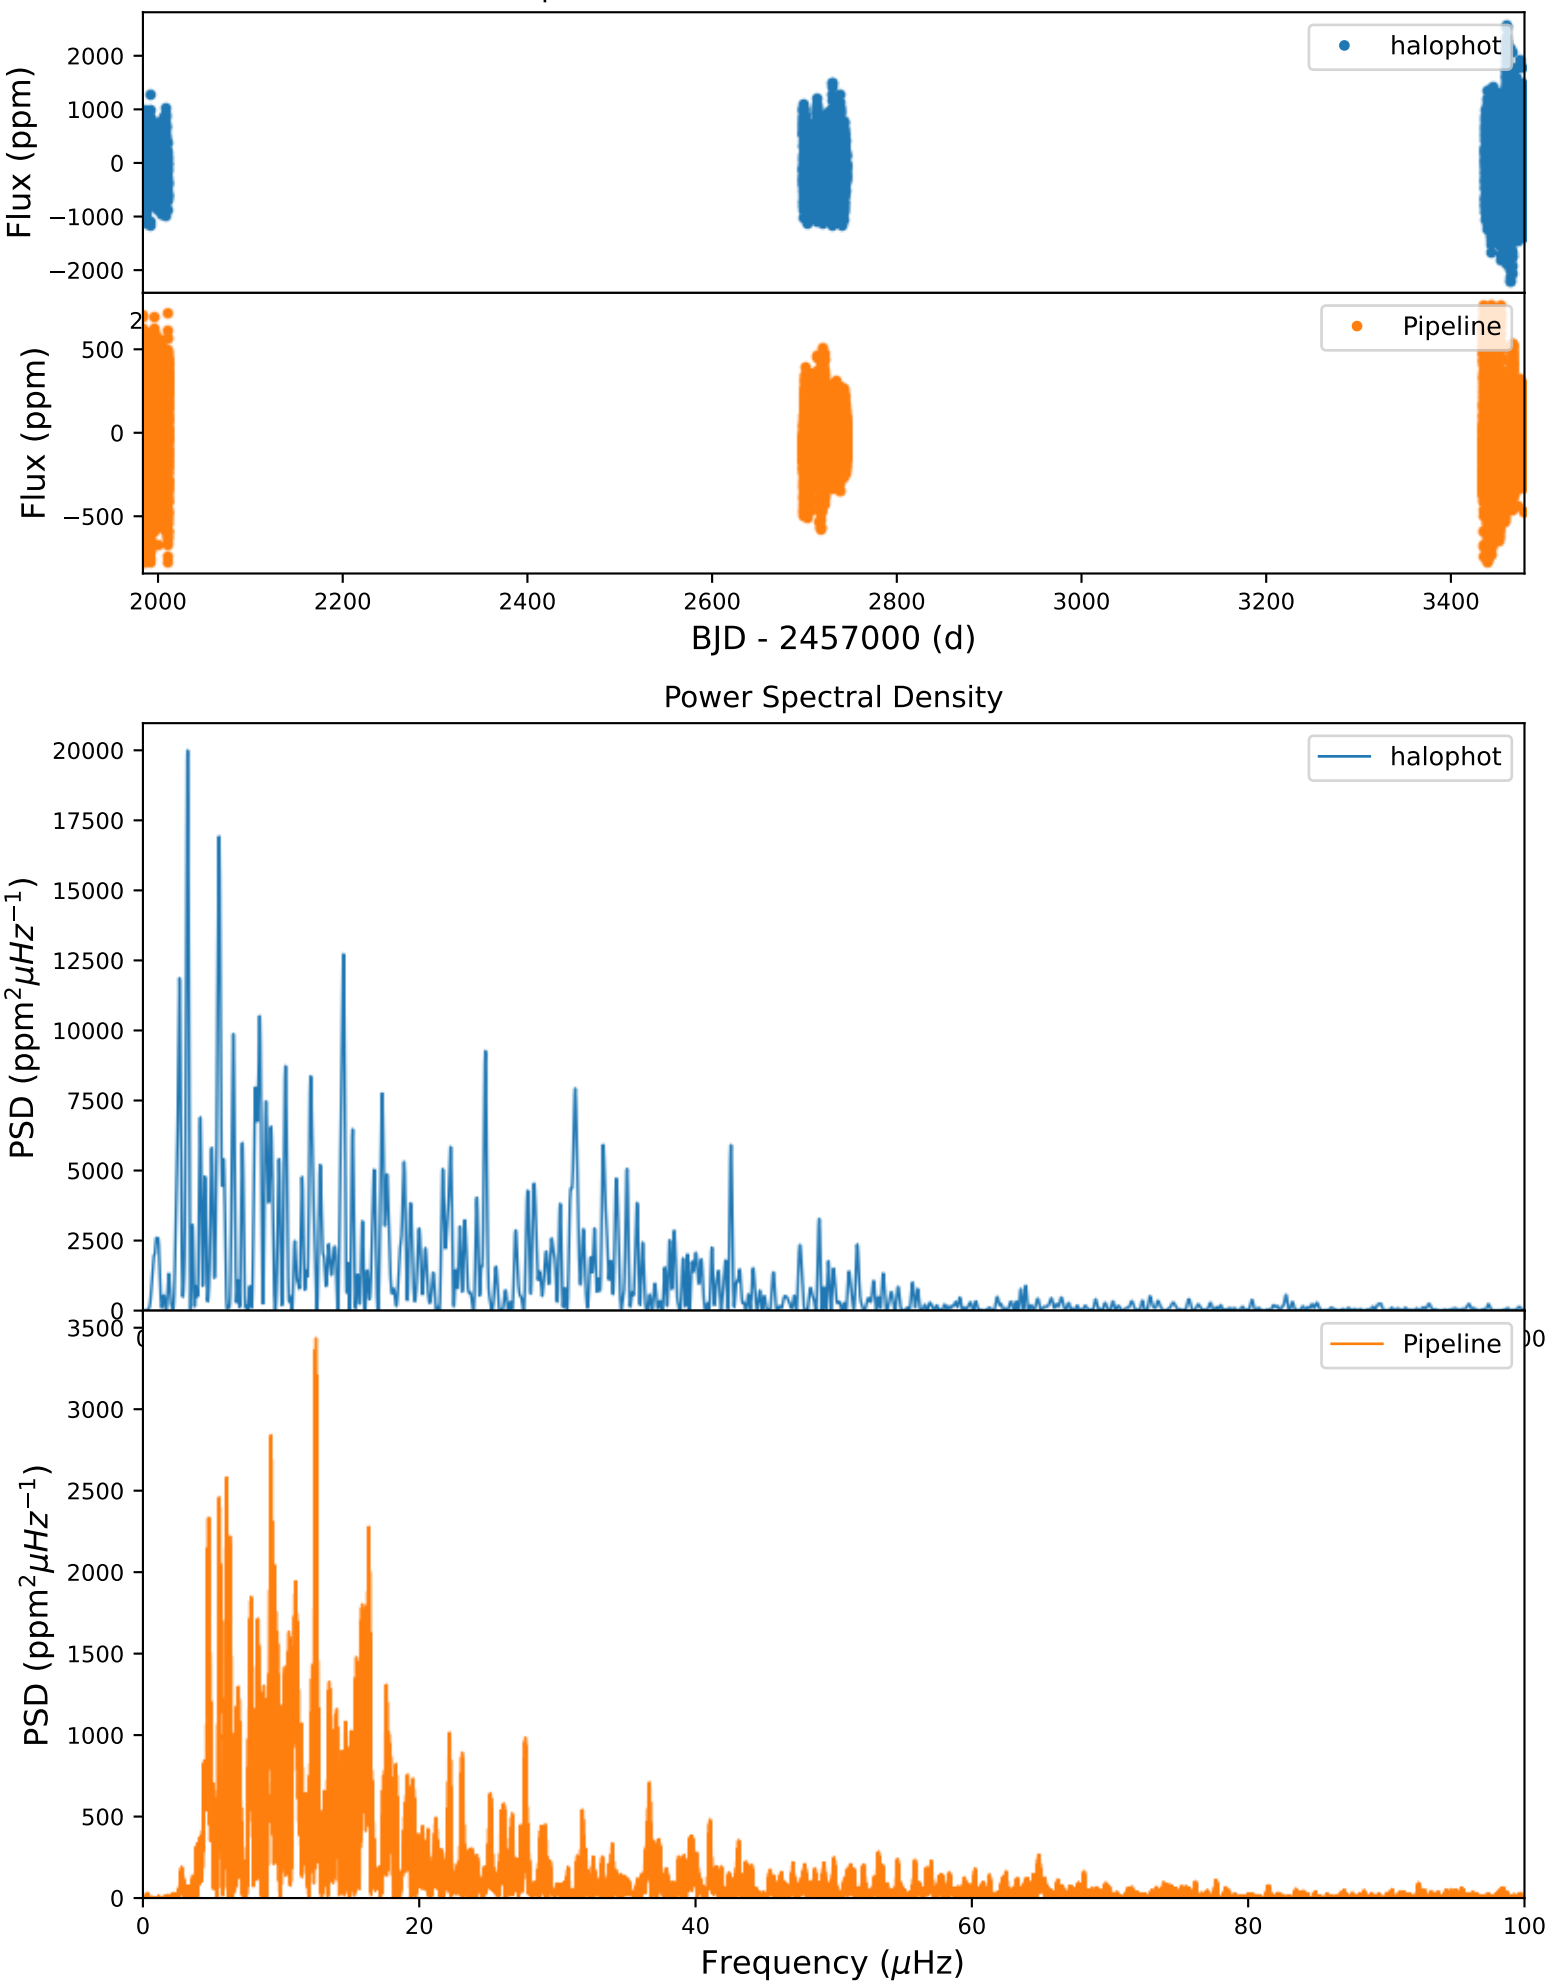 2000
1000
0
−1000
−2000
Flux (ppm)
halophot
2
500
0
−500
Flux (ppm)
Pipeline
2000 2200 2400 2600 2800 3000 3200 3400
BJD - 2457000 (d)
Power Spectral Density
20000
17500
15000
12500
10000
7500
5000
2500
0
PSD (ppm²μHz⁻¹)
halophot
3500
3000
2500
2000
1500
1000
500
0
PSD (ppm²μHz⁻¹)
Pipeline
0 20 40 60 80 100
Frequency (μHz)